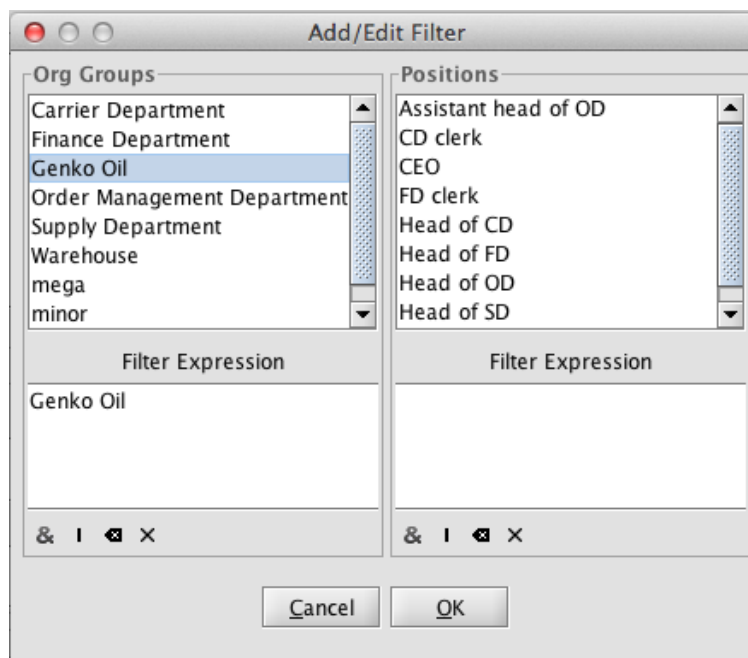 Add/Edit Filter
Org Groups
Carrier Department
Finance Department
Genko Oil
Order Management Department
Supply Department
Warehouse
mega
minor
Filter Expression
Genko Oil
& I
Positions
Assistant head of OD
CD clerk
CEO
FD clerk
Head of CD
Head of FD
Head of OD
Head of SD
Filter Expression
& I
Cancel
OK